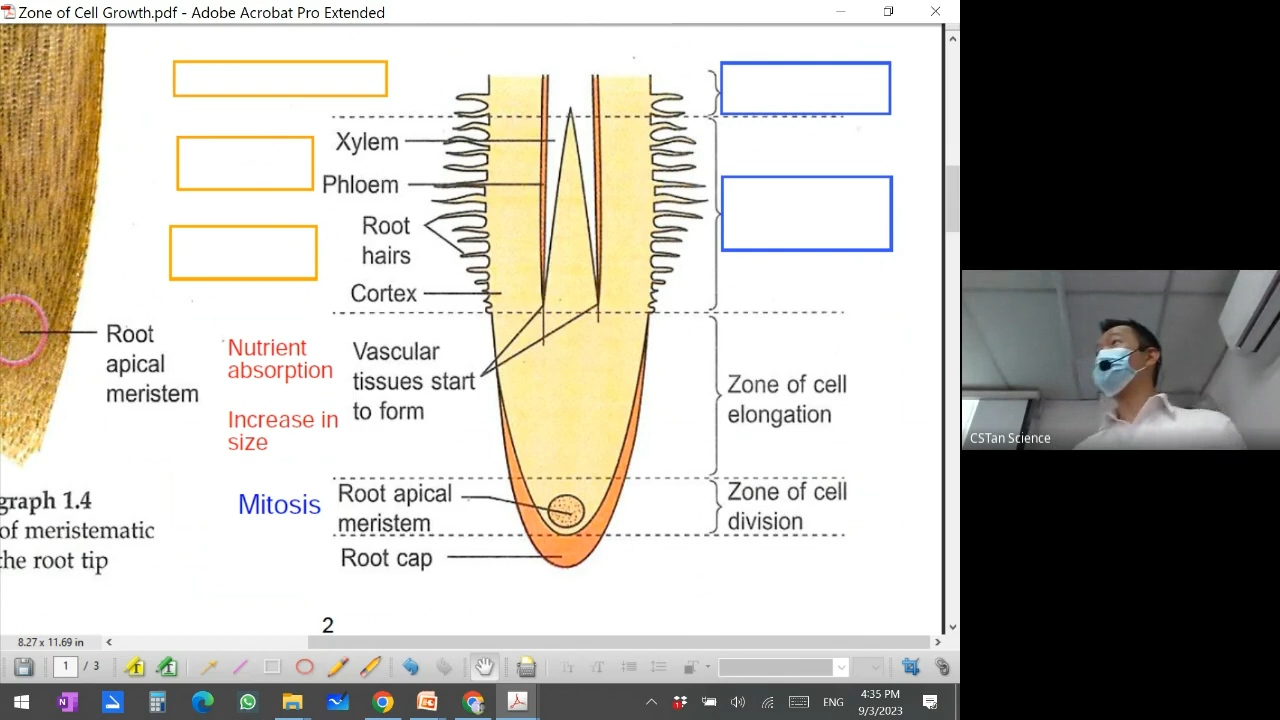 Zone of Cell Growth.pdf - Adobe Acrobat Pro Extended
Xylem
Phloem
Root
hairs
Cortex
Root
apical
meristem
Nutrient
absorption
Vascular
tissues start
to form
Zone of cell
elongation
Increase in
size
graph 1.4
of meristematic
the root tip
Mitosis
Root apical
meristem
Zone of cell
division
Root cap
2
CSTan Science
8.27 x 11.69 in
1 / 3
T T
Tr T
ENG
4:35 PM
9/3/2023